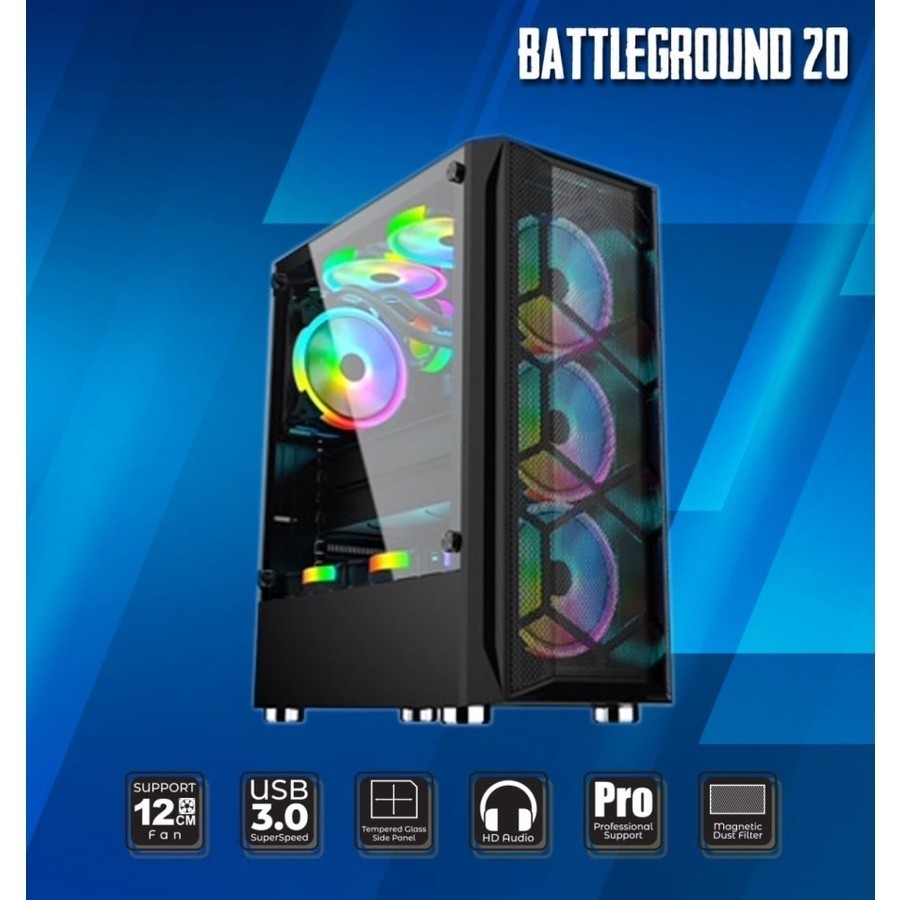 BATTLEGROUND 20
SUPPORT
12 CM
Fan
USB
3.0
SuperSpeed
Tempered Glass
Side Panel
HD Audio
Pro
Professional
Support
Magnetic
Dust Filter